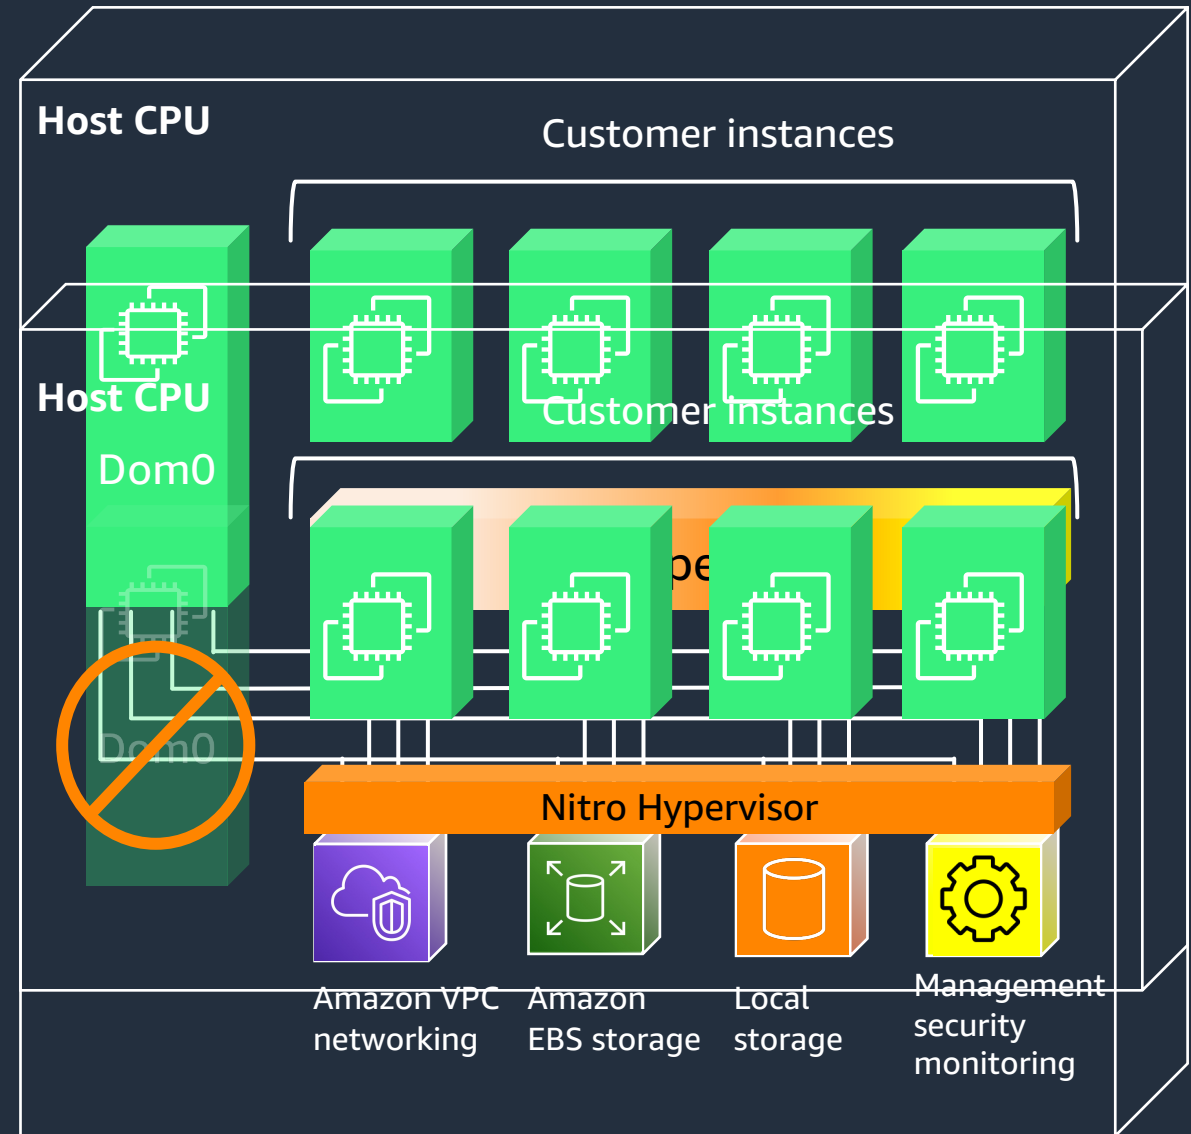 Host CPU
Customer instances
Host CPU
Customer instances
Dom0
Dom0
Nitro Hypervisor
Amazon VPC
networking
Amazon
EBS storage
Local
storage
Management
security
monitoring